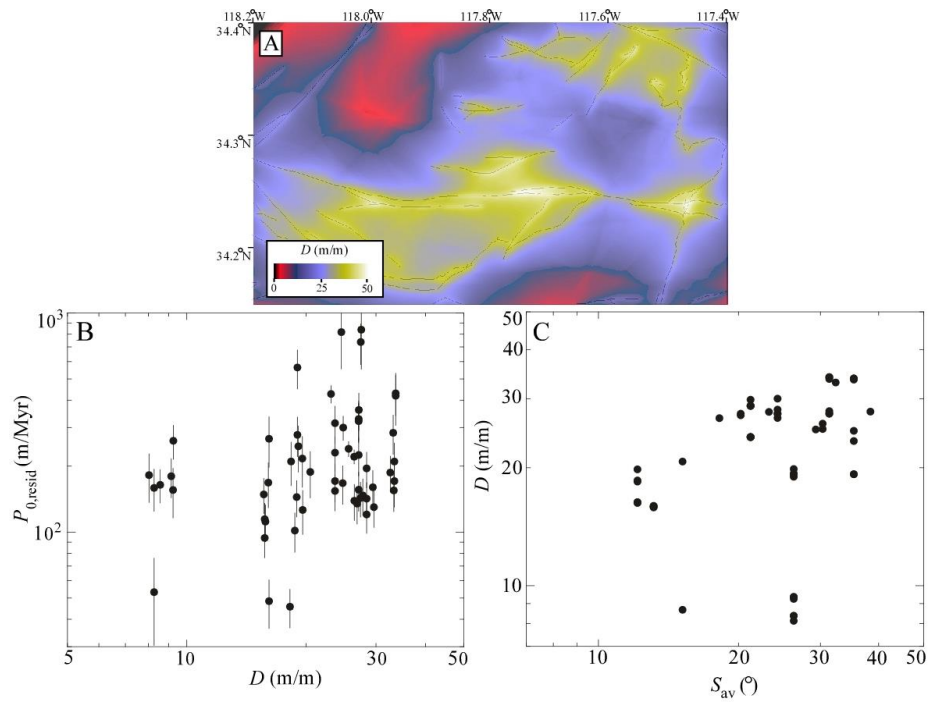 118.2°W 118.0°W 117.8°W 117.6°W 117.4°W
34.4°N
A
34.3°N
34.2°N
D (m/m)
0 25 50
B
10³
10²
P0,resid (m/Myr)
5 10 20 30 50
D (m/m)
C
50
40
30
20
10
D (m/m)
10 20 30 40 50
Sav (°)